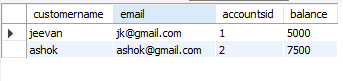 customername email accountsid balance
jeevan jk@gmail.com 1 5000
ashok ashok@gmail.com 2 7500